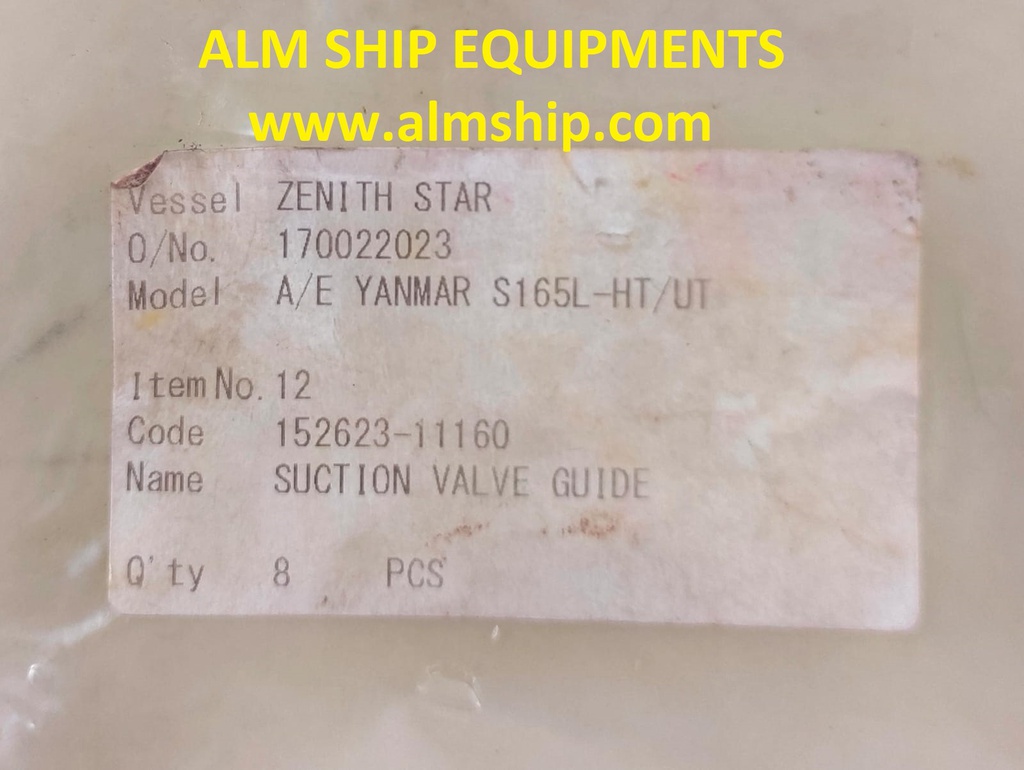 ALM SHIP EQUIPMENTS
www.almship.com
Vessel ZENITH STAR
O/No. 170022023
Model A/E YANMAR S165L-HT/UT
Item No. 12
Code 152623-11160
Name SUCTION VALVE GUIDE
Q'ty 8 PCS